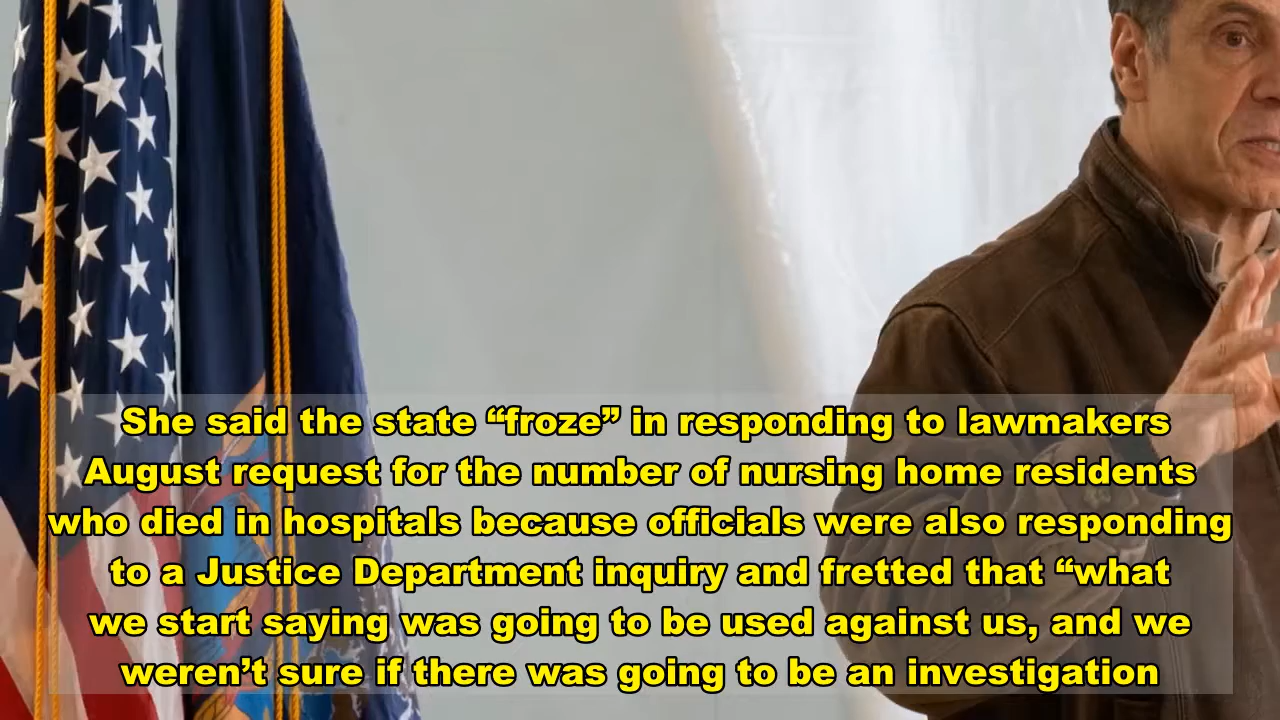 She said the state “froze” in responding to lawmakers
August request for the number of nursing home residents
who died in hospitals because officials were also responding
to a Justice Department inquiry and fretted that “what
we start saying was going to be used against us, and we
weren’t sure if there was going to be an investigation